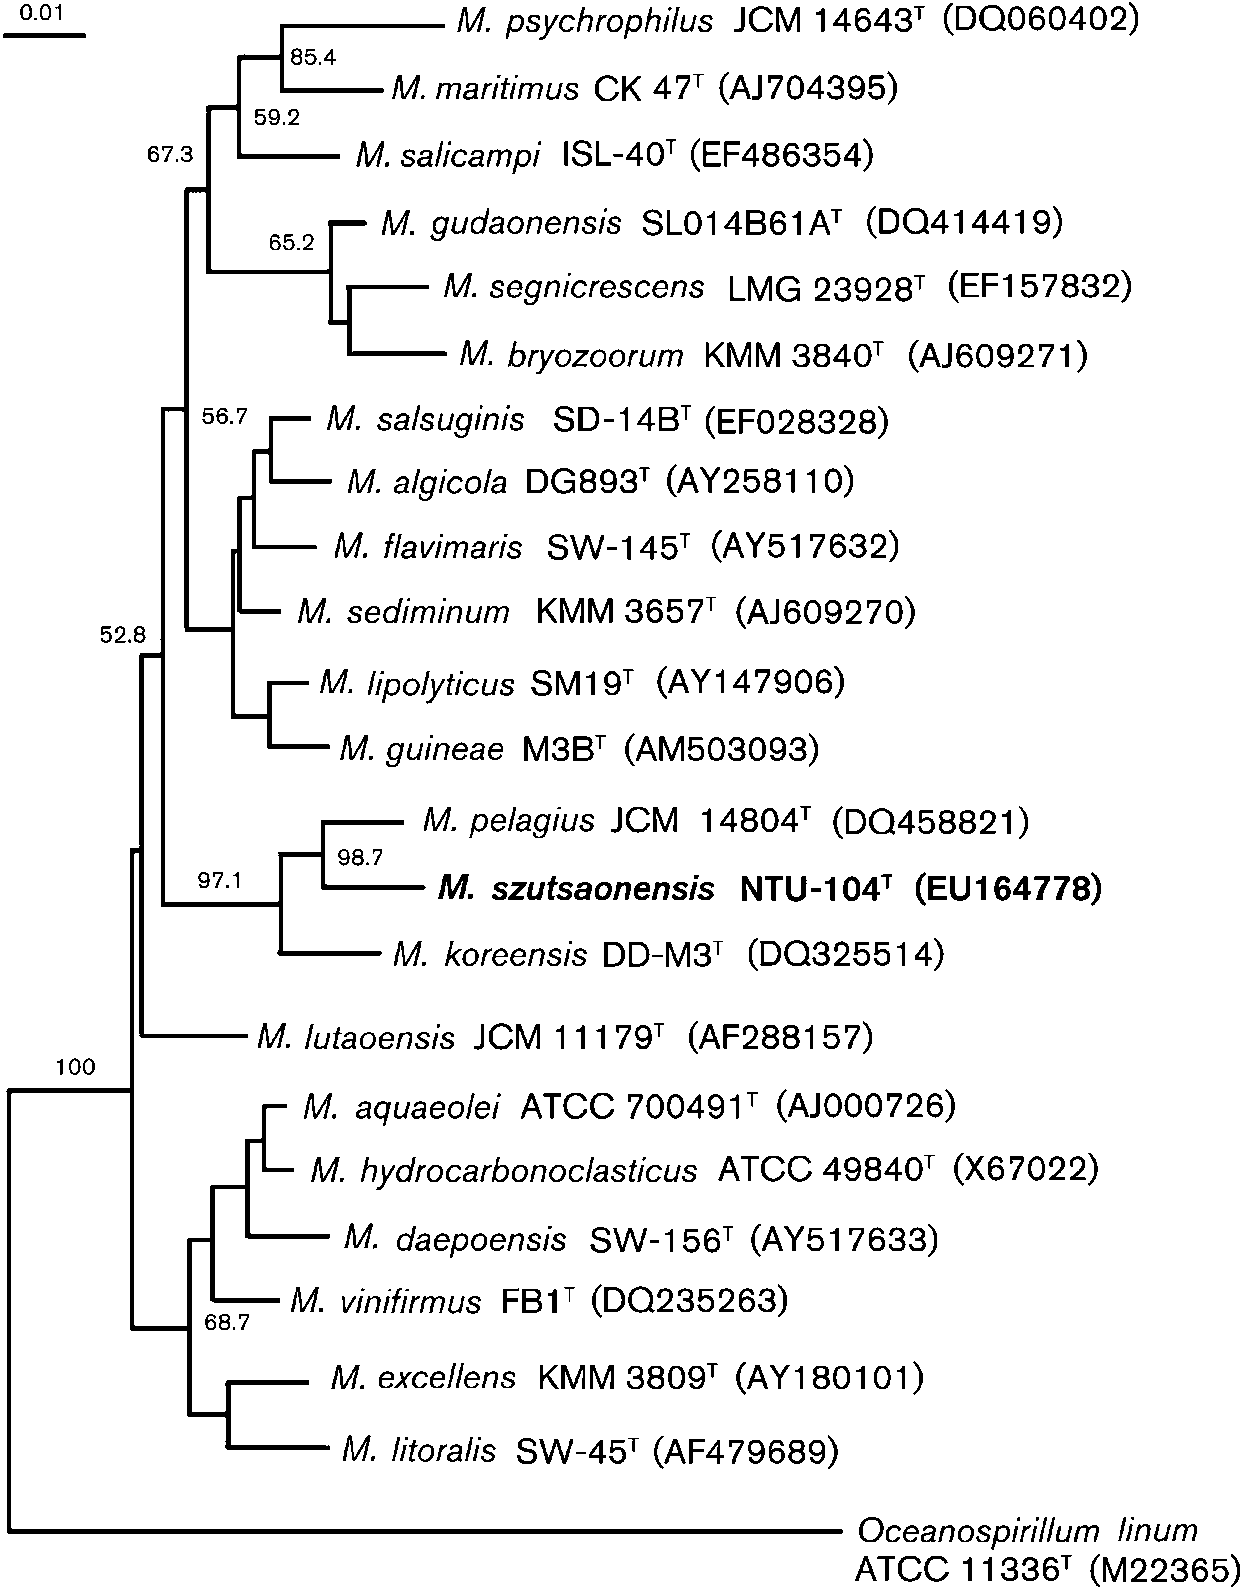 0.01
M. psychrophilus JCM 14643ᵀ (DQ060402)
85.4
M. maritimus CK 47ᵀ (AJ704395)
59.2
67.3
M. salicampi ISL-40ᵀ (EF486354)
M. gudaonensis SL014B61Aᵀ (DQ414419)
65.2
M. segnicrescens LMG 23928ᵀ (EF157832)
M. bryozoorum KMM 3840ᵀ (AJ609271)
56.7
M. salsuginis SD-14Bᵀ (EF028328)
M. algicola DG893ᵀ (AY258110)
M. flavimaris SW-145ᵀ (AY517632)
M. sediminum KMM 3657ᵀ (AJ609270)
52.8
M. lipolyticus SM19ᵀ (AY147906)
M. guineae M3Bᵀ (AM503093)
M. pelagius JCM 14804ᵀ (DQ458821)
98.7
97.1
M. szutsaonensis NTU-104ᵀ (EU164778)
M. koreensis DD-M3ᵀ (DQ325514)
M. lutaoensis JCM 11179ᵀ (AF288157)
100
M. aquaeolei ATCC 700491ᵀ (AJ000726)
M. hydrocarbonoclasticus ATCC 49840ᵀ (X67022)
M. daepoensis SW-156ᵀ (AY517633)
M. vinifirmus FB1ᵀ (DQ235263)
68.7
M. excellens KMM 3809ᵀ (AY180101)
M. litoralis SW-45ᵀ (AF479689)
Oceanospirillum linum
ATCC 11336ᵀ (M22365)